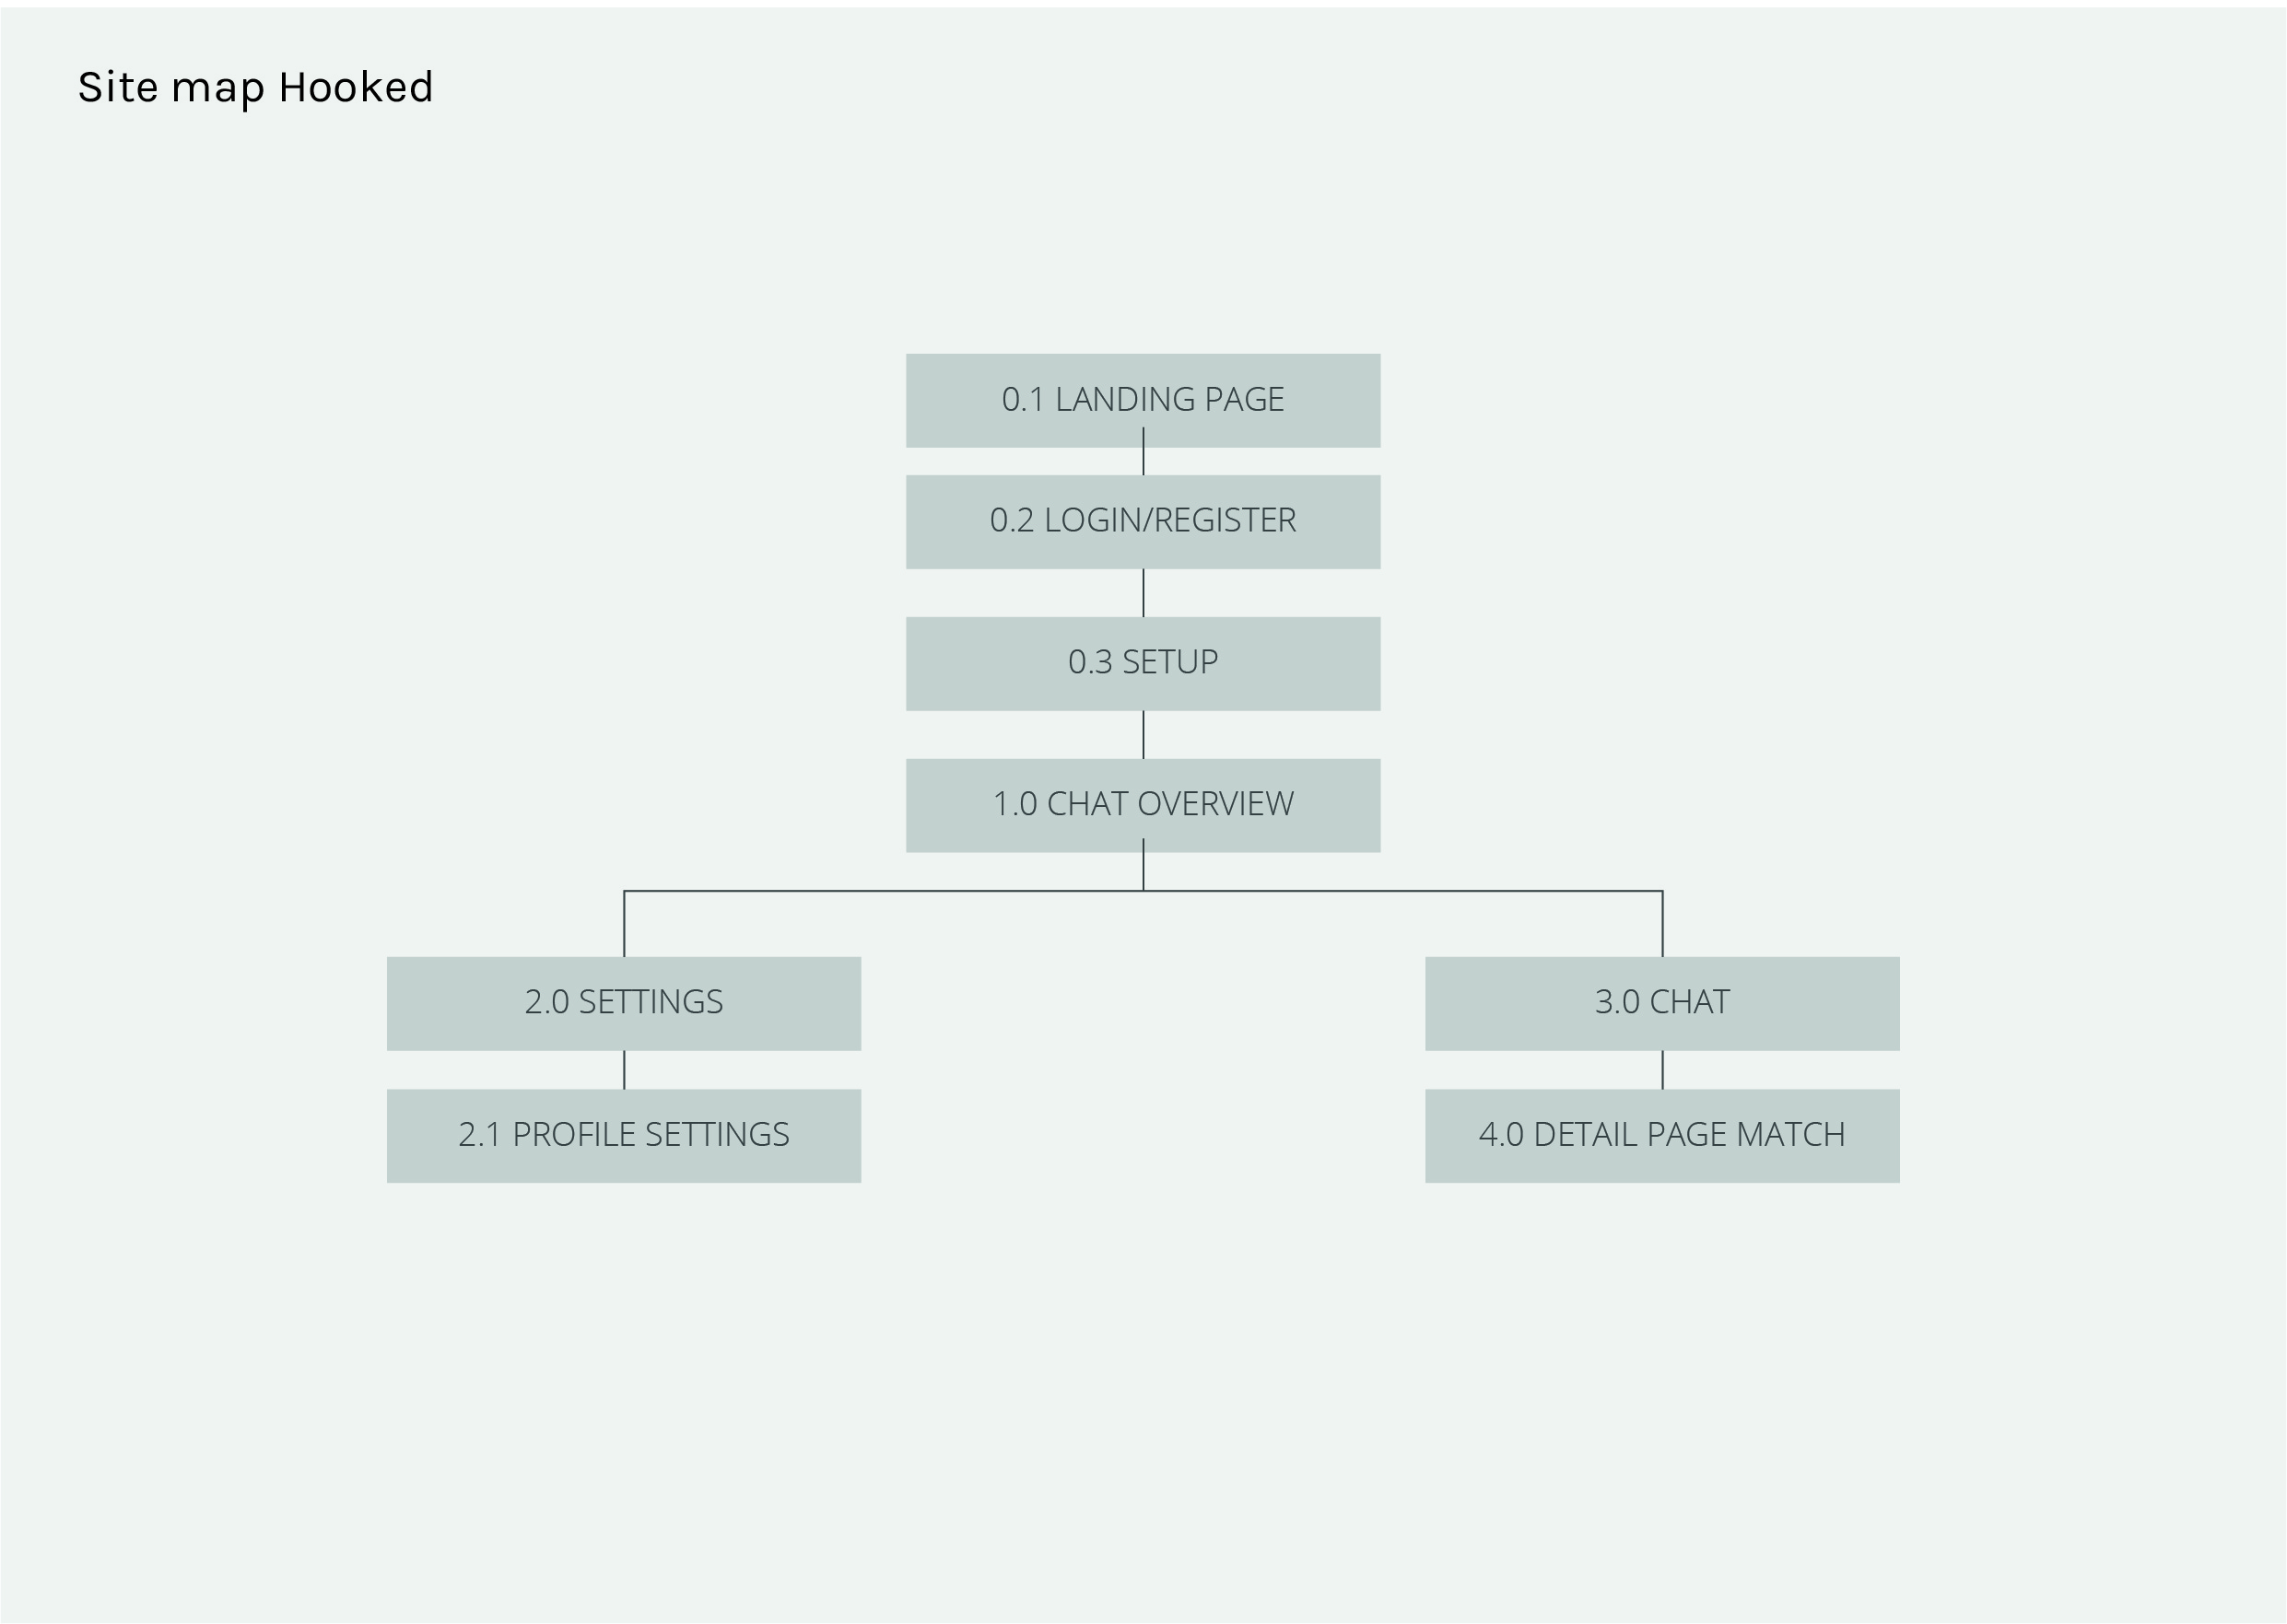 Site map Hooked
0.1 LANDING PAGE
0.2 LOGIN/REGISTER
0.3 SETUP
1.0 CHAT OVERVIEW
2.0 SETTINGS
3.0 CHAT
2.1 PROFILE SETTINGS
4.0 DETAIL PAGE MATCH